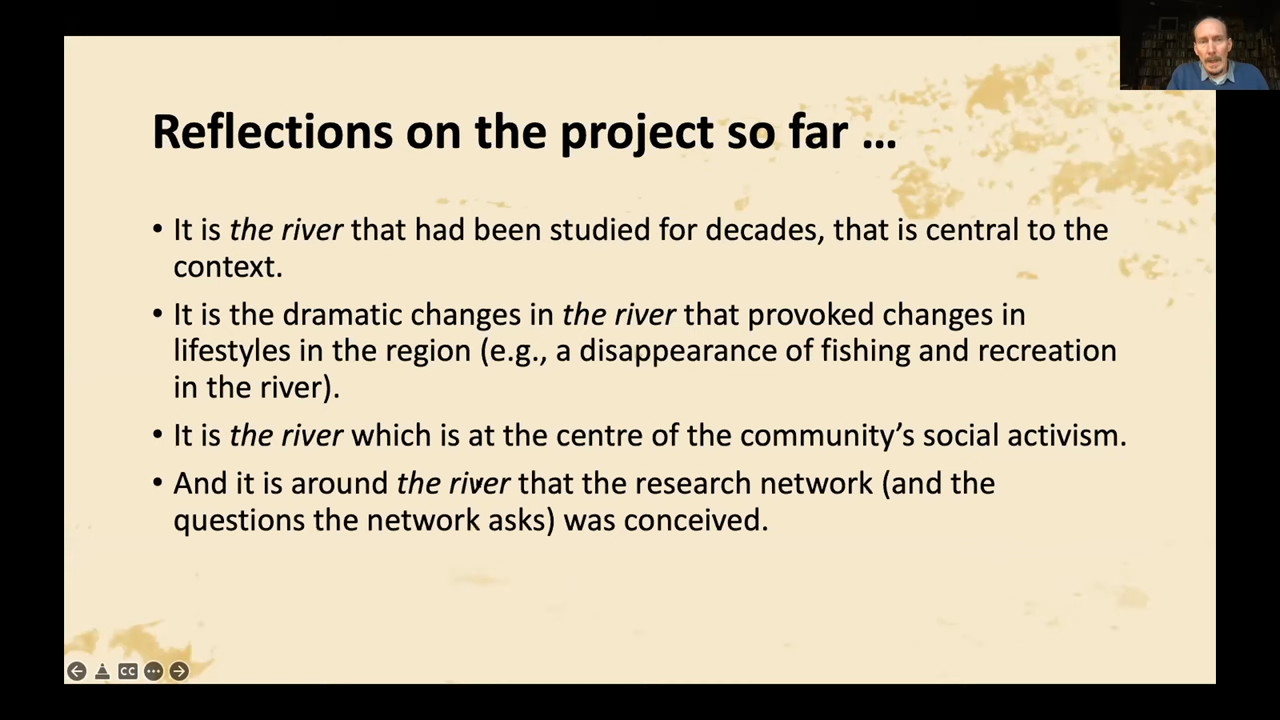 Reflections on the project so far ...
• It is the river that had been studied for decades, that is central to the
context.
• It is the dramatic changes in the river that provoked changes in
lifestyles in the region (e.g., a disappearance of fishing and recreation
in the river).
• It is the river which is at the centre of the community’s social activism.
• And it is around the river that the research network (and the
questions the network asks) was conceived.
CC